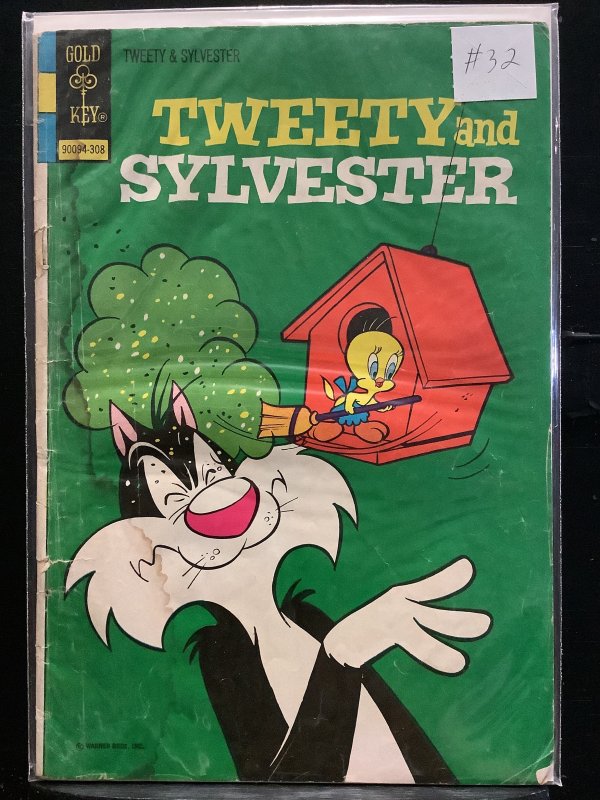 GOLD
KEY®
90094-308
TWEETY & SYLVESTER
#32
TWEETY and
SYLVESTER
© WARNER BROS., INC.